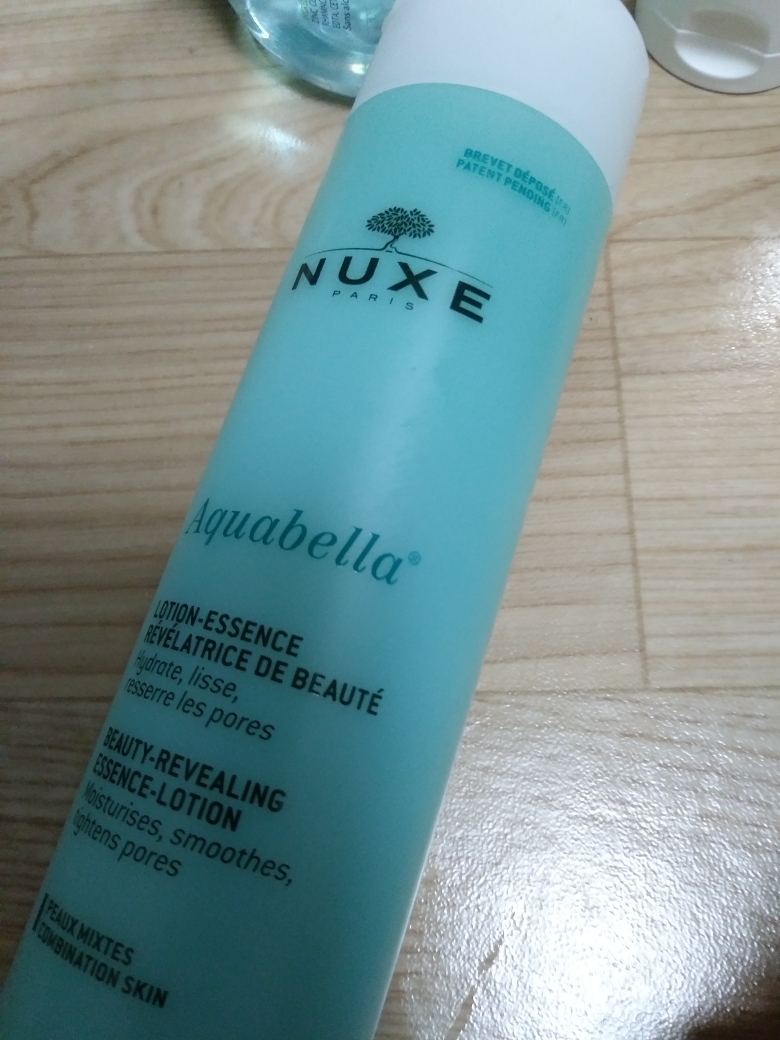 BREVET DÉPOSÉ
PATENT PENDING
NUXE
PARIS
Aquabella®
LOTION-ESSENCE
RÉVÉLATRICE DE BEAUTÉ
Hydrate, lisse,
resserre les pores
BEAUTY-REVEALING
ESSENCE-LOTION
Moisturises, smoothes,
tightens pores
PEAUX MIXTES
COMBINATION SKIN